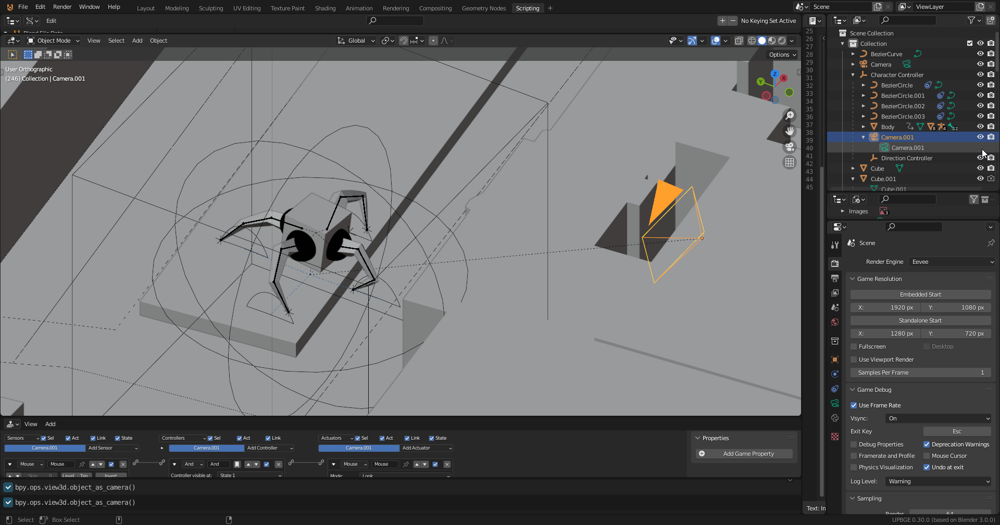 File Edit Render Window Help Layout Modeling Sculpting UV Editing Texture Paint Shading Animation Rendering Compositing Geometry Nodes Scripting + Scene ViewLayer
Edit No Keying Set Active
Object Mode View Select Add Object Global
Options
User Orthographic
(246) Collection | Camera.001
Z
Y
X
25
26
27
28
29
30
31
32
33
34
35
36
37
38
39
40
41
42
43
44
45
Text: In
Scene Collection
Collection
BezierCurve
Camera
Character Controller
BezierCircle
BezierCircle.001
BezierCircle.002
BezierCircle.003
Body 8 4 12
Camera.001
Camera.001
Direction Controller
Cube
Cube.001
Cube.001
Images 3
Scene
Render Engine Eevee
Game Resolution
Embedded Start
X: 1920 px Y: 1080 px
Standalone Start
X: 1280 px Y: 720 px
Fullscreen Desktop
Use Viewport Render
Samples Per Frame 1
Game Debug
Use Frame Rate
Vsync: On
Exit Key Esc
Debug Properties Deprecation Warnings
Framerate and Profile Mouse Cursor
Physics Visualization Undo at exit
Log Level: Warning
Sampling
Render 64
View Add
Sensors Sel Act Link State Controllers Sel Act Link Actuators Sel Act Link State
Camera.001 Add Sensor Camera.001 Add Controller Camera.001 Add Actuator
Mouse Mouse And And Mouse Mouse
Skip 0 Level Tap Invert Controller visible at: State 1 Mode: Look
Properties
Add Game Property
bpy.ops.view3d.object_as_camera()
bpy.ops.view3d.object_as_camera()
Select Box Select UPBGE 0.30.0 (based on Blender 3.0.0)